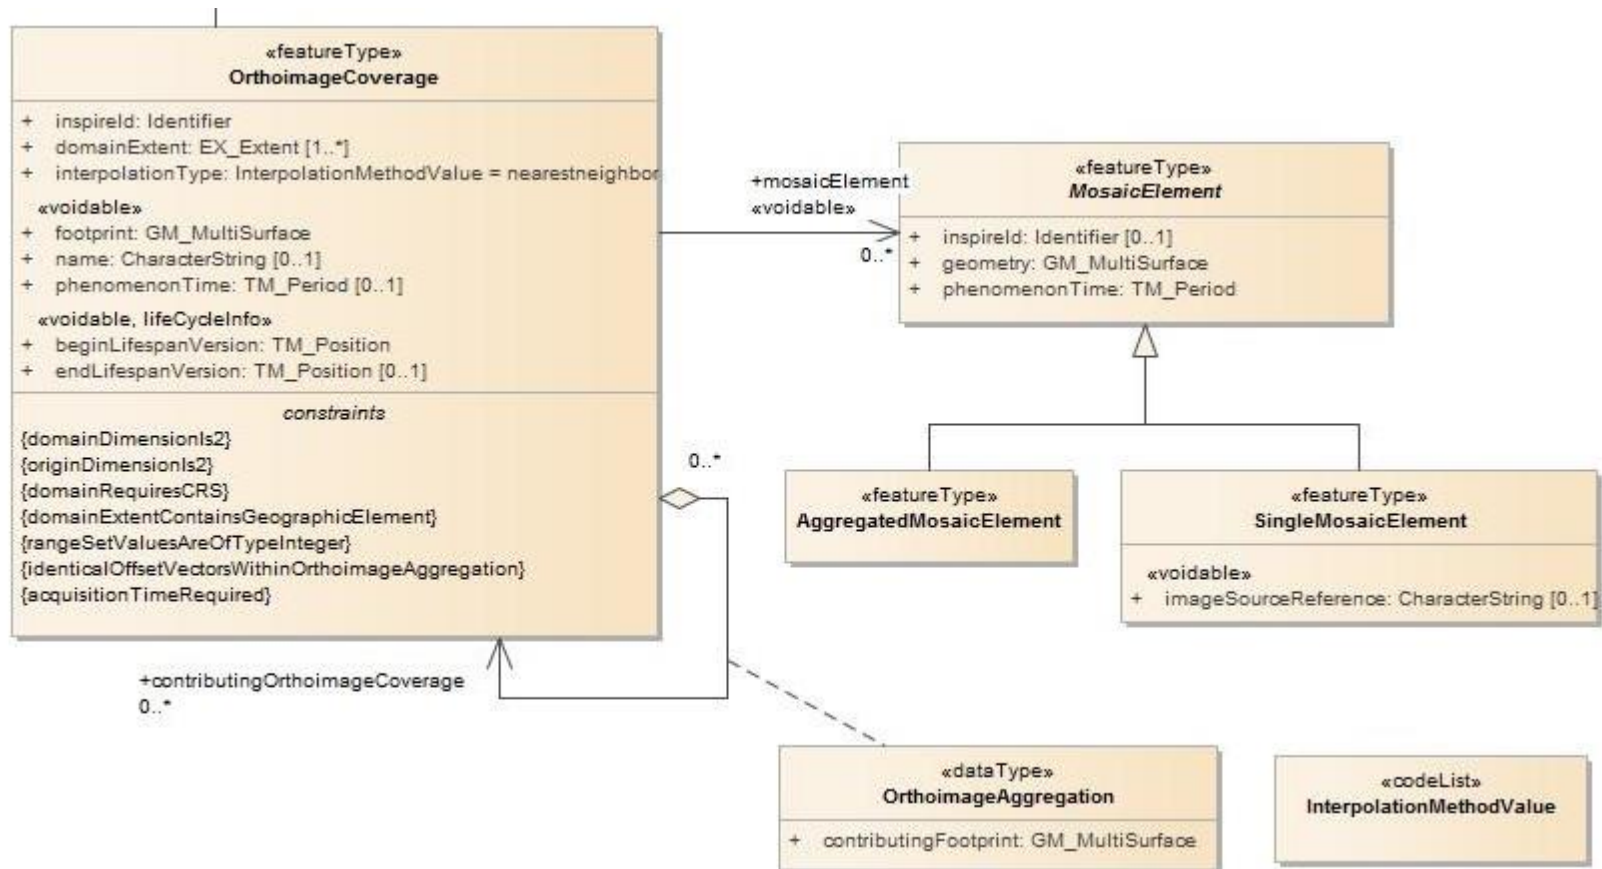 «featureType»
OrthoimageCoverage
+ inspireId: Identifier
+ domainExtent: EX_Extent [1..*]
+ interpolationType: InterpolationMethodValue = nearestneighbor
«voidable»
+ footprint: GM_MultiSurface
+ name: CharacterString [0..1]
+ phenomenonTime: TM_Period [0..1]
«voidable, lifeCycleInfo»
+ beginLifespanVersion: TM_Position
+ endLifespanVersion: TM_Position [0..1]
constraints
{domainDimensionIs2}
{originDimensionIs2}
{domainRequiresCRS}
{domainExtentContainsGeographicElement}
{rangeSetValuesAreOfTypeInteger}
{identicalOffsetVectorsWithinOrthoimageAggregation}
{acquisitionTimeRequired}
+mosaicElement
«voidable»
0..*
«featureType»
MosaicElement
+ inspireId: Identifier [0..1]
+ geometry: GM_MultiSurface
+ phenomenonTime: TM_Period
0..*
«featureType»
AggregatedMosaicElement
«featureType»
SingleMosaicElement
«voidable»
+ imageSourceReference: CharacterString [0..1]
+contributingOrthoimageCoverage
0..*
«dataType»
OrthoimageAggregation
+ contributingFootprint: GM_MultiSurface
«codeList»
InterpolationMethodValue